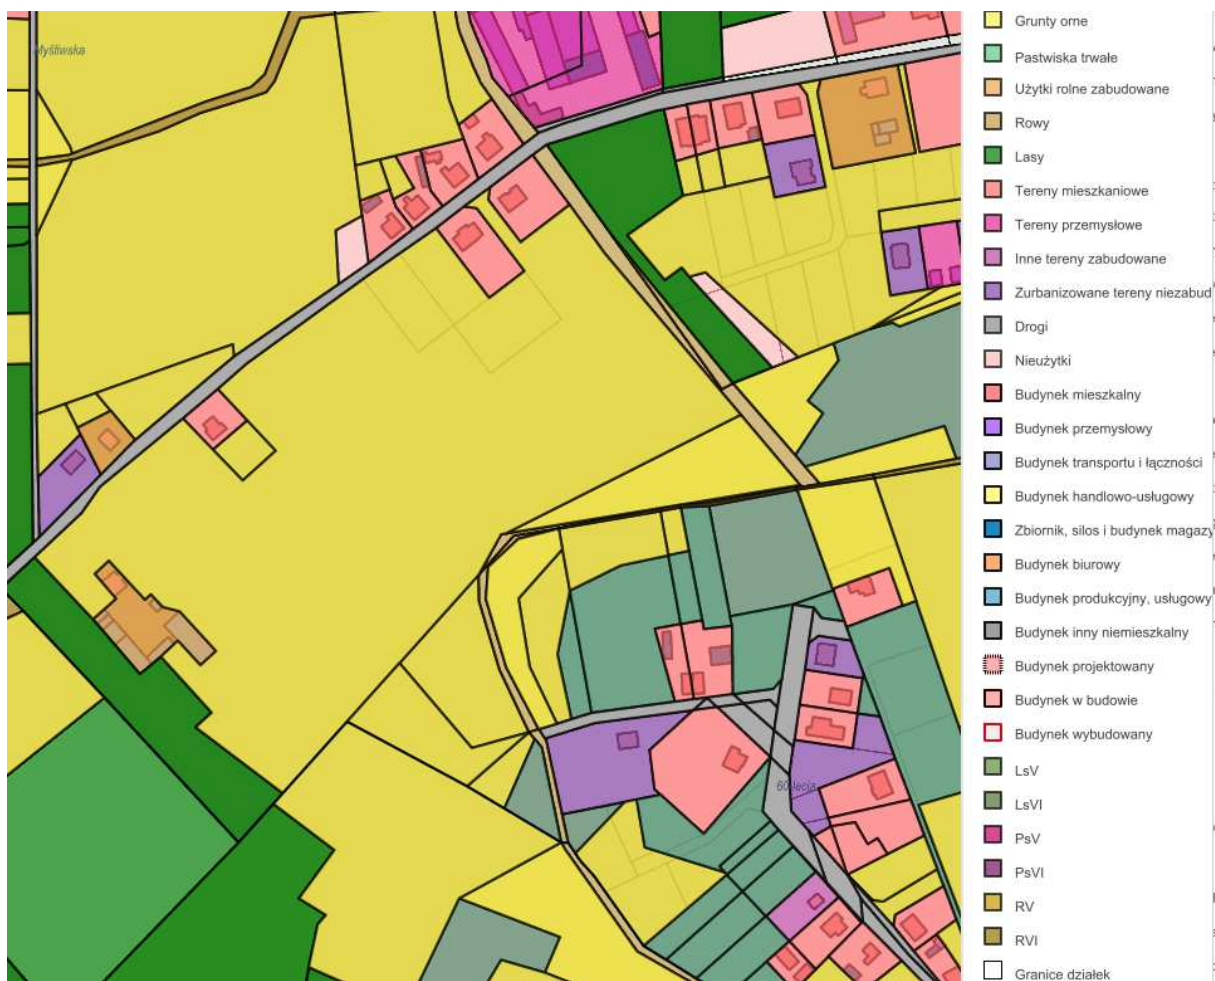 Myśliwska
60-lecia
Grunty orne
Pastwiska trwałe
Użytki rolne zabudowane
Rowy
Lasy
Tereny mieszkaniowe
Tereny przemysłowe
Inne tereny zabudowane
Zurbanizowane tereny niezabud
Drogi
Nieużytki
Budynek mieszkalny
Budynek przemysłowy
Budynek transportu i łączności
Budynek handlowo-usługowy
Zbiornik, silos i budynek magazy
Budynek biurowy
Budynek produkcyjny, usługowy
Budynek inny niemieszkalny
Budynek projektowany
Budynek w budowie
Budynek wybudowany
LsV
LsVI
PsV
PsVI
RV
RVI
Granice działek